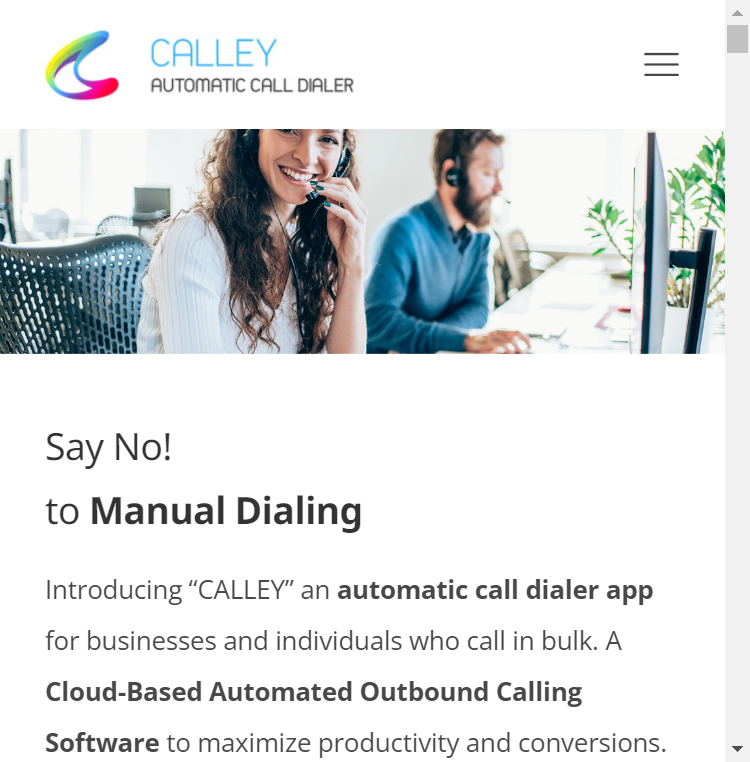 CALLEY
AUTOMATIC CALL DIALER
Say No!
to Manual Dialing
Introducing “CALLEY” an automatic call dialer app
for businesses and individuals who call in bulk. A
Cloud-Based Automated Outbound Calling
Software to maximize productivity and conversions.